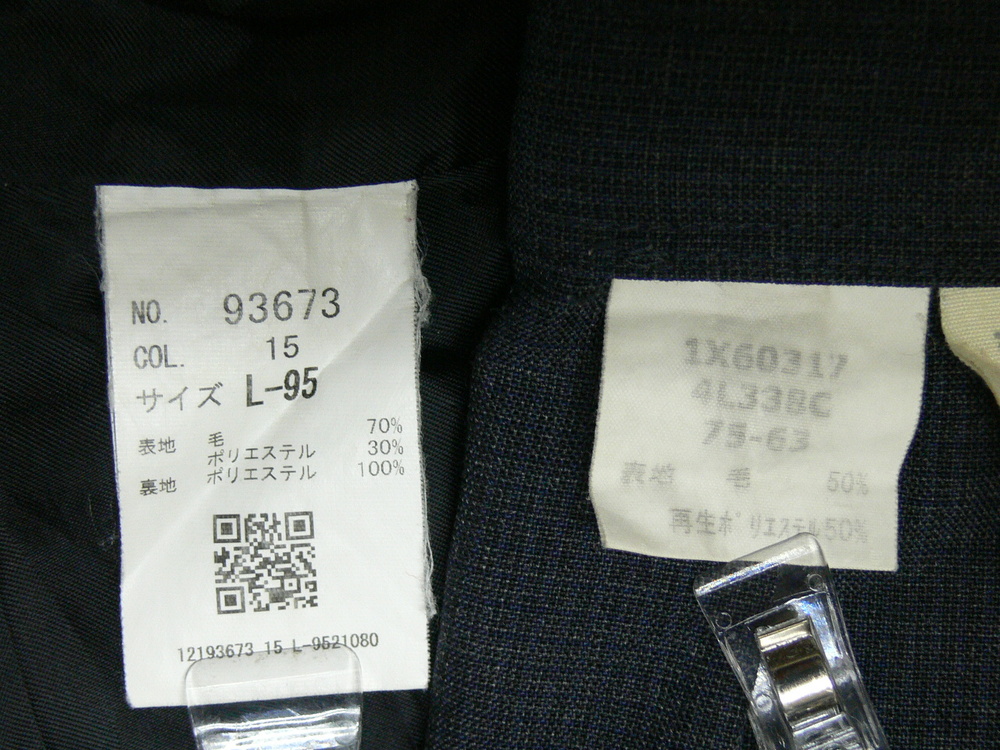 NO. 93673
COL. 15
サイズ L-95
表地 毛 70%
ポリエステル 30%
裏地 ポリエステル 100%
12193673 15 L-9521080
1X60317
4L338C
75-63
表地 毛 50%
再生ポリエステル50%